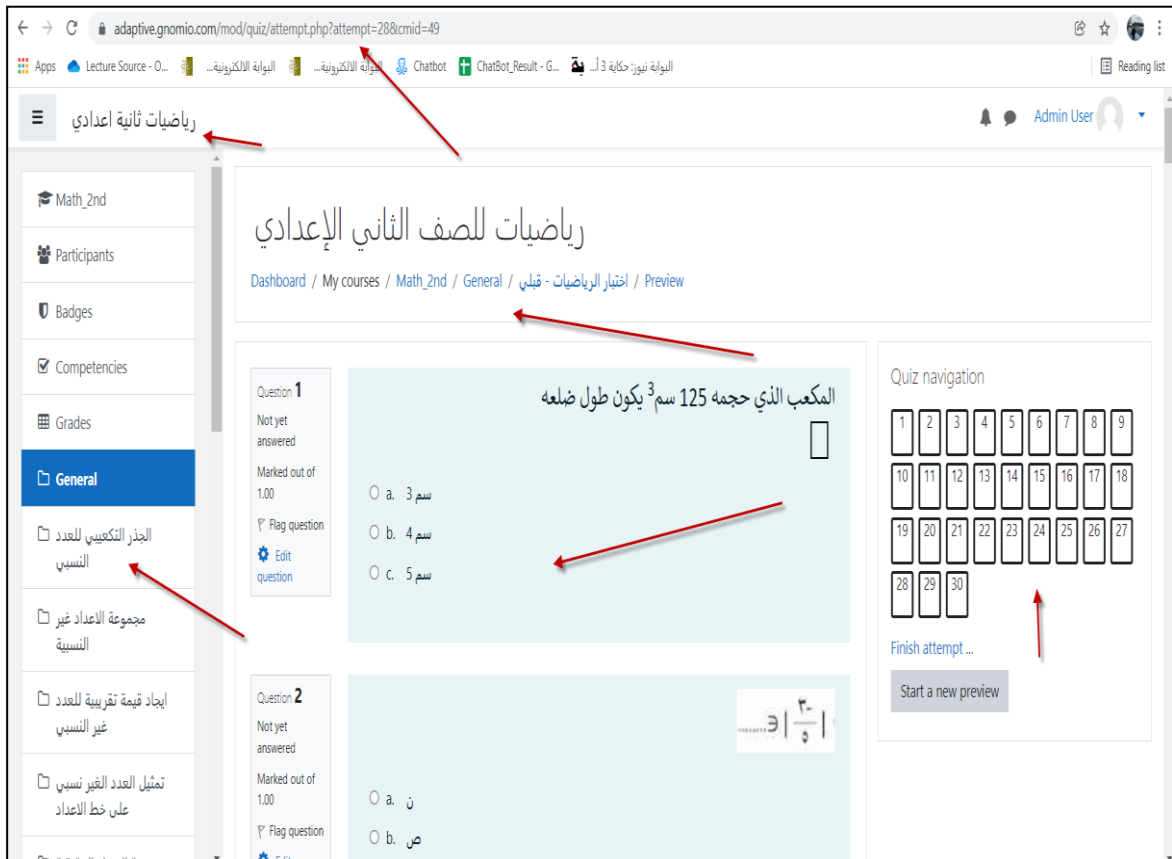 adaptive.gnomio.com/mod/quiz/attempt.php?attempt=28&cmid=49
Apps Lecture Source - O... البوابة الالكترونية... البوابة الالكترونية... البوابة الالكترونية... Chatbot ChatBot_Result - G... البوابة نيوز: حكاية 3 أ... Reading list
رياضيات ثانية اعدادي
Admin User
Math_2nd
Participants
Badges
Competencies
Grades
General
الجذر التكعيبي للعدد
النسبي
مجموعة الاعداد غير
النسبية
ايجاد قيمة تقريبية للعدد
غير النسبي
تمثيل العدد الغير نسبي
على خط الاعداد
رياضيات للصف الثاني الإعدادي
Dashboard / My courses / Math_2nd / General / اختبار الرياضيات - قبلي / Preview
Question 1
Not yet
answered
Marked out of
1.00
Flag question
Edit
question
المكعب الذي حجمه 125 سم3 يكون طول ضلعه
a. 3 سم
b. 4 سم
c. 5 سم
Question 2
Not yet
answered
Marked out of
1.00
Flag question
| -٣/٥ | ∈ ........
a. ن
b. ص
Quiz navigation
1 2 3 4 5 6 7 8 9
10 11 12 13 14 15 16 17 18
19 20 21 22 23 24 25 26 27
28 29 30
Finish attempt ...
Start a new preview